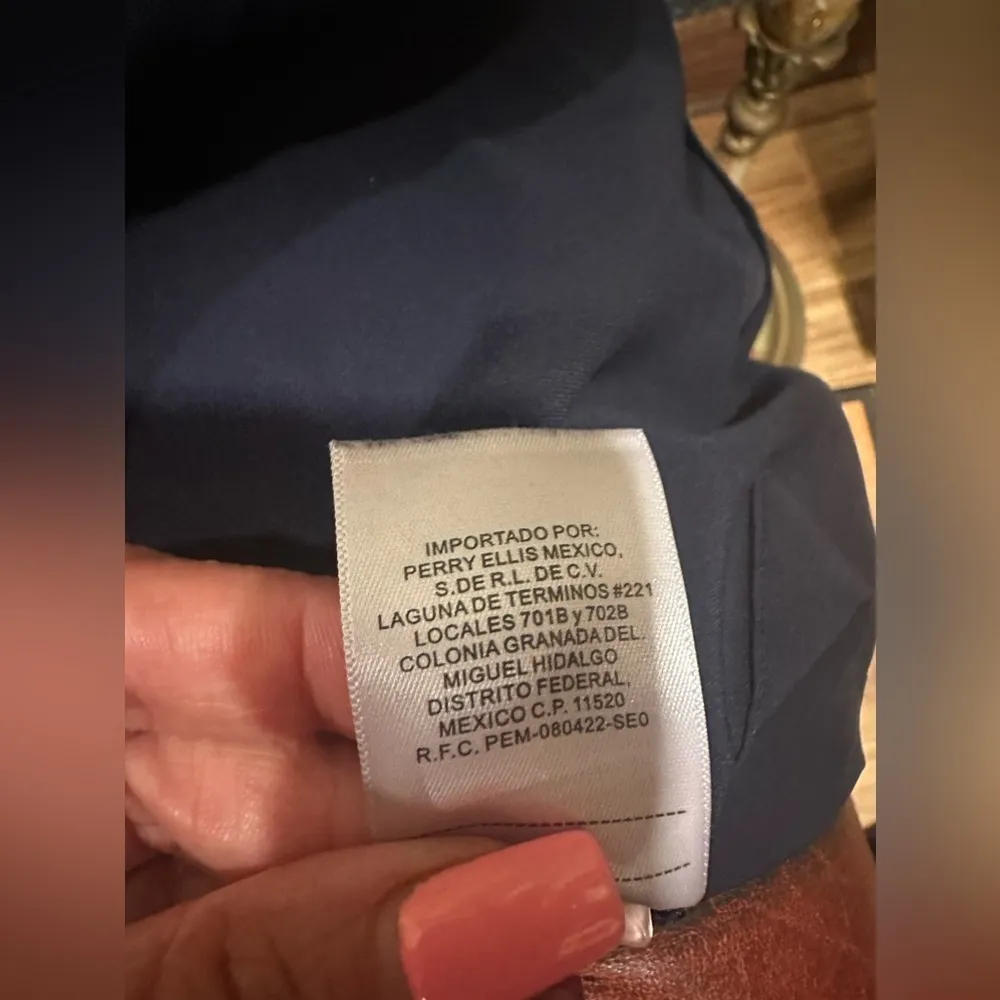 IMPORTADO POR:
PERRY ELLIS MEXICO,
S.DE R.L. DE C.V.
LAGUNA DE TERMINOS #221
LOCALES 701B y 702B
COLONIA GRANADA DEL.
MIGUEL HIDALGO
DISTRITO FEDERAL,
MEXICO C.P. 11520
R.F.C. PEM-080422-SE0